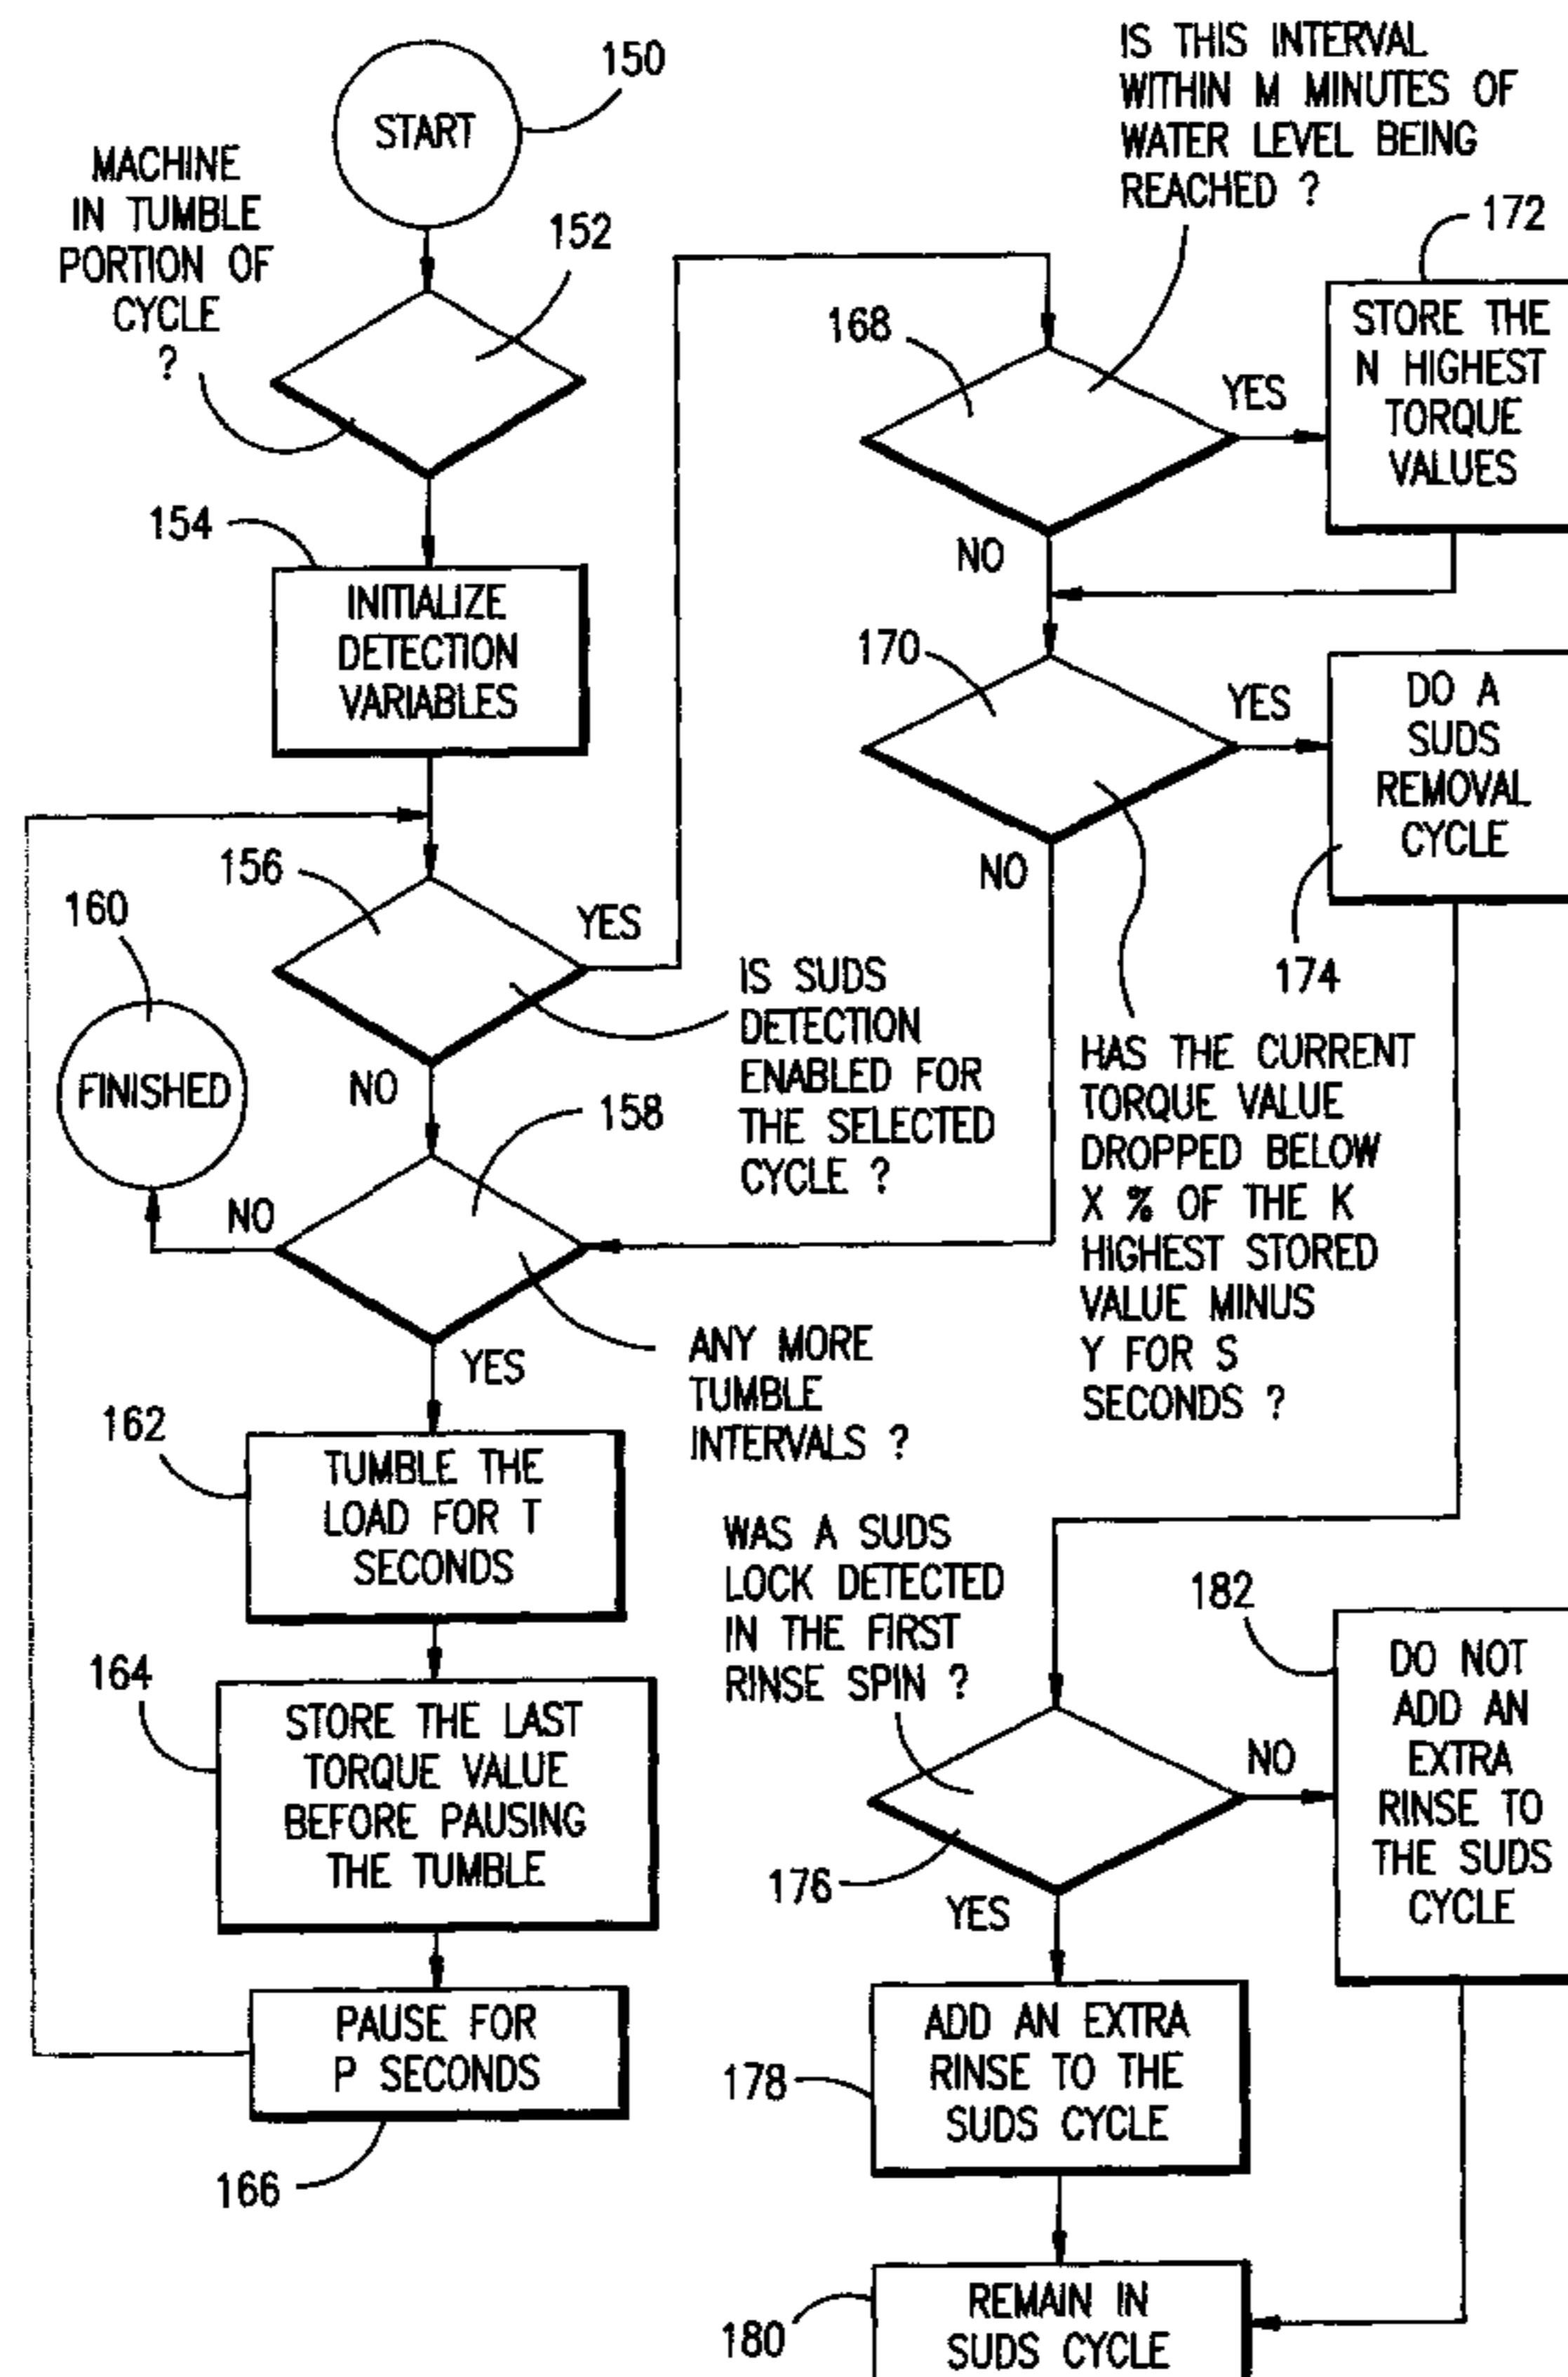 START
150
MACHINE
IN TUMBLE
PORTION OF
CYCLE
?
152
154
INITIALIZE
DETECTION
VARIABLES
156
YES
NO
IS SUDS
DETECTION
ENABLED FOR
THE SELECTED
CYCLE ?
160
FINISHED
NO
158
YES
ANY MORE
TUMBLE
INTERVALS ?
162
TUMBLE THE
LOAD FOR T
SECONDS
164
STORE THE LAST
TORQUE VALUE
BEFORE PAUSING
THE TUMBLE
PAUSE FOR
P SECONDS
166
IS THIS INTERVAL
WITHIN M MINUTES OF
WATER LEVEL BEING
REACHED ?
168
YES
NO
172
STORE THE
N HIGHEST
TORQUE
VALUES
170
YES
NO
DO A
SUDS
REMOVAL
CYCLE
174
HAS THE CURRENT
TORQUE VALUE
DROPPED BELOW
X % OF THE K
HIGHEST STORED
VALUE MINUS
Y FOR S
SECONDS ?
WAS A SUDS
LOCK DETECTED
IN THE FIRST
RINSE SPIN ?
176
NO
YES
182
DO NOT
ADD AN
EXTRA
RINSE TO
THE SUDS
CYCLE
178
ADD AN EXTRA
RINSE TO THE
SUDS CYCLE
180
REMAIN IN
SUDS CYCLE